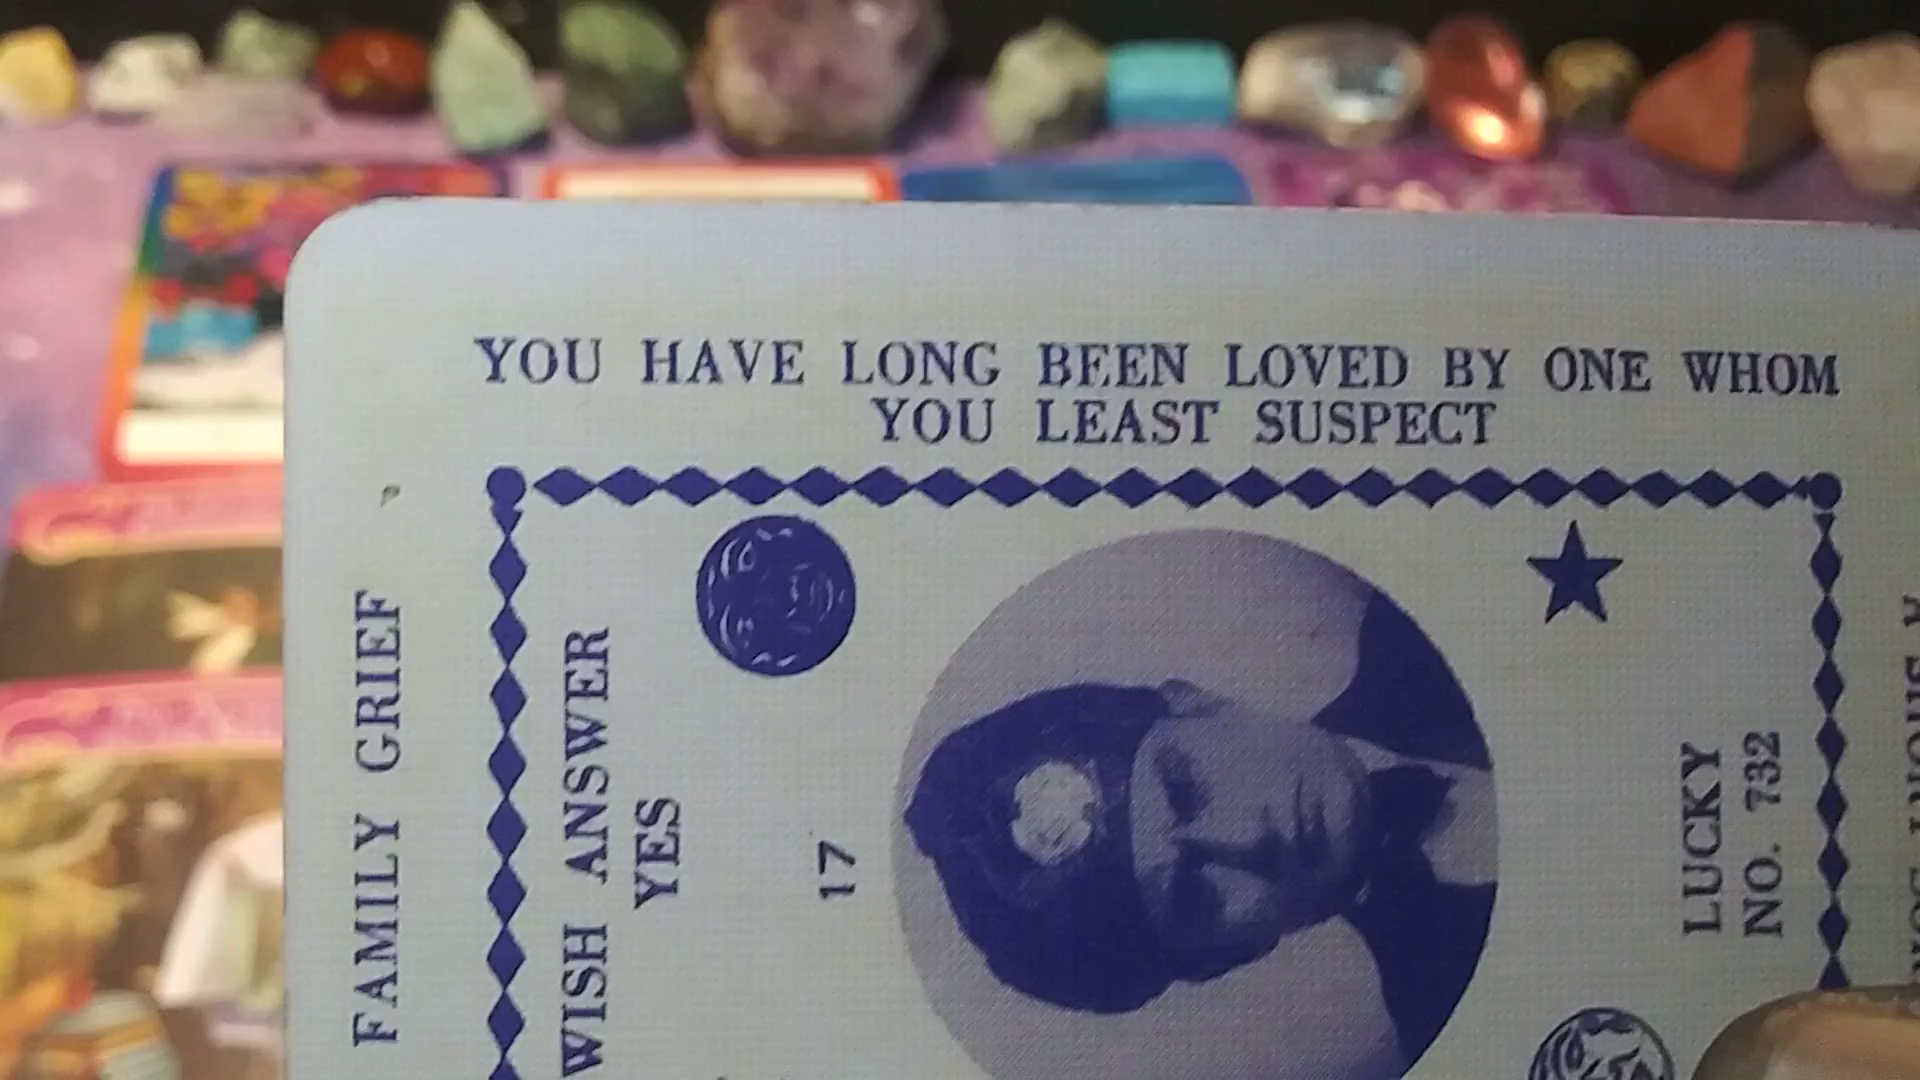 YOU HAVE LONG BEEN LOVED BY ONE WHOM
YOU LEAST SUSPECT
FAMILY GRIEF
WISH ANSWER
YES
17
LUCKY
NO. 732